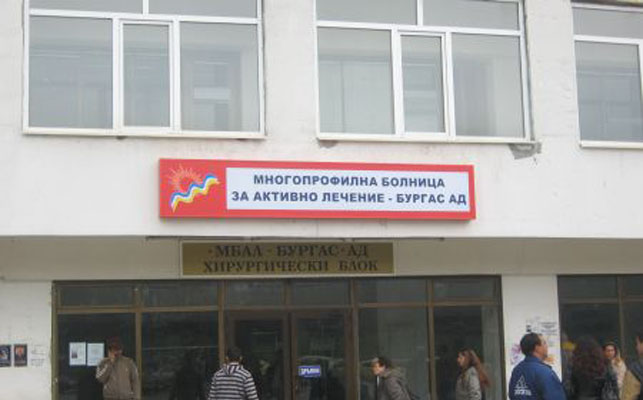 МНОГОПРОФИЛНА БОЛНИЦА
ЗА АКТИВНО ЛЕЧЕНИЕ - БУРГАС АД
·МБАЛ - БУРГАС·АД
ХИРУРГИЧЕСКИ БЛОК